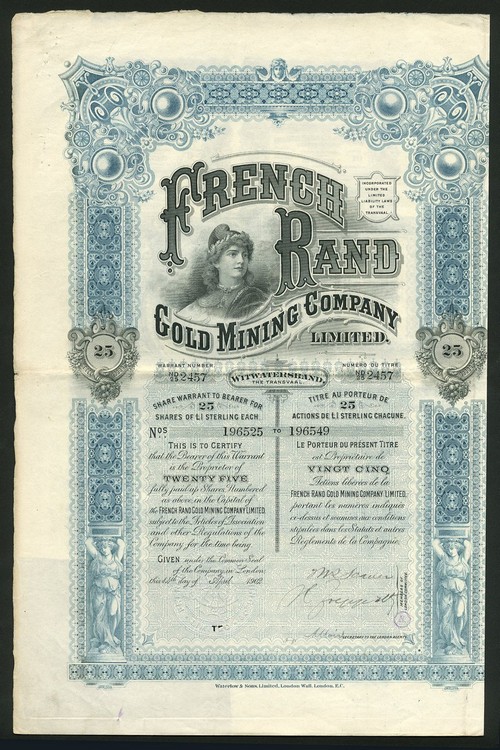 FRENCH
RAND
GOLD MINING COMPANY
LIMITED.
INCORPORATED
UNDER THE
LIMITED
LIABILITY LAWS
OF THE
TRANSVAAL.
25
25
WARRANT NUMBER
NO 2457
WITWATERSRAND,
THE TRANSVAAL.
NUMÉRO DU TITRE
NO 2457
SHARE WARRANT TO BEARER FOR
25
SHARES OF £1 STERLING EACH.
TITRE AU PORTEUR DE
25
ACTIONS DE £1 STERLING CHACUNE.
NOS 196525 TO 196549
THIS IS TO CERTIFY
that the Bearer of this Warrant
is the Proprietor of
TWENTY FIVE
fully paid up Shares Numbered
as above, in the Capital of
the FRENCH RAND GOLD MINING COMPANY LIMITED
subject to the Articles of Association
and other Regulations of the
Company for the time being.
GIVEN under the Common Seal
of the Company, in London
this day of April 1902
LE PORTEUR DU PRÉSENT TITRE
est Propriétaire de
VINGT CINQ
Actions libérées de la
FRENCH RAND GOLD MINING COMPANY LIMITED,
portant les numéros indiqués
ci-dessus et soumises aux conditions
stipulées dans les Statuts et autres
Règlements de la Compagnie.
MEMBERS OF
SECRETARY TO THE LONDON AGENTS
Waterlow & Sons, Limited, London Wall, London, E.C.